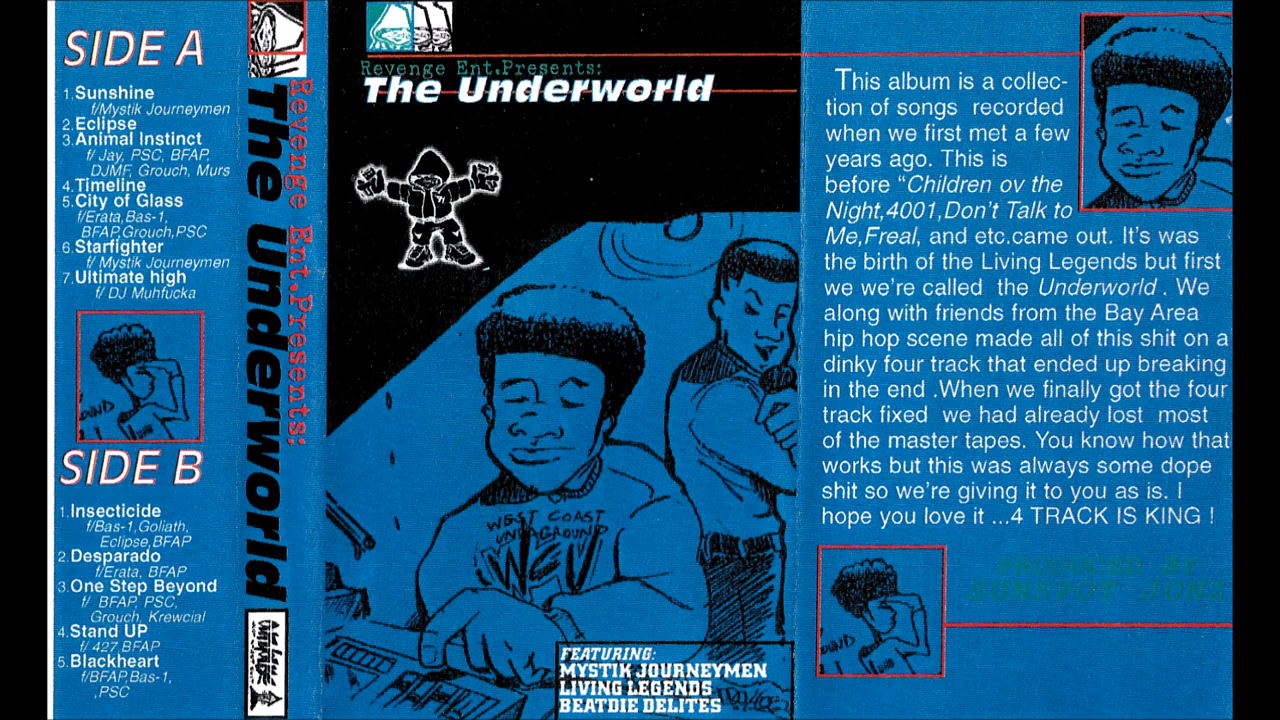 SIDE A
1.Sunshine
f/Mystik Journeymen
2.Eclipse
3.Animal Instinct
f/ Jay, PSC, BFAP,
DJMF, Grouch, Murs
4.Timeline
5.City of Glass
f/Erata,Bas-1,
BFAP,Grouch,PSC
6.Starfighter
f/ Mystik Journeymen
7.Ultimate high
f/ DJ Muhfucka
SIDE B
1.Insecticide
f/Bas-1,Goliath,
Eclipse,BFAP
2.Desparado
f/Erata, BFAP
3.One Step Beyond
f/ BFAP, PSC,
Grouch, Krewcial
4.Stand UP
f/ 427,BFAP
5.Blackheart
f/BFAP,Bas-1,
,PSC
Revenge Ent.Presents:
The Underworld
Revenge Ent.Presents:
The Underworld
WEST COAST
UNDAGROUND
WCU
FEATURING:
MYSTIK JOURNEYMEN
LIVING LEGENDS
BEATDIE DELITES
This album is a collec-
tion of songs recorded
when we first met a few
years ago. This is
before “Children ov the
Night,4001,Don't Talk to
Me,Freal, and etc.came out. It's was
the birth of the Living Legends but first
we we're called the Underworld . We
along with friends from the Bay Area
hip hop scene made all of this shit on a
dinky four track that ended up breaking
in the end .When we finally got the four
track fixed we had already lost most
of the master tapes. You know how that
works but this was always some dope
shit so we're giving it to you as is. I
hope you love it ...4 TRACK IS KING !
PRODUCED BY
SUNSPOT JONZ